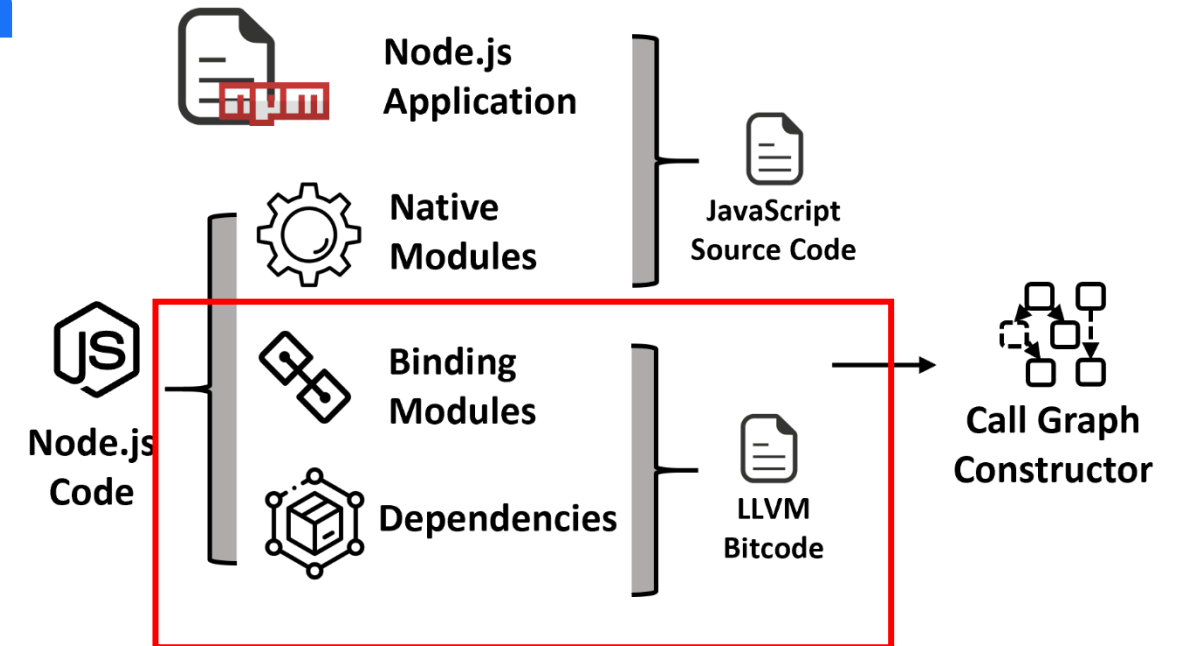 Node.js
Application
npm
Native
Modules
JavaScript
Source Code
JS
Node.js
Code
Binding
Modules
Dependencies
LLVM
Bitcode
Call Graph
Constructor